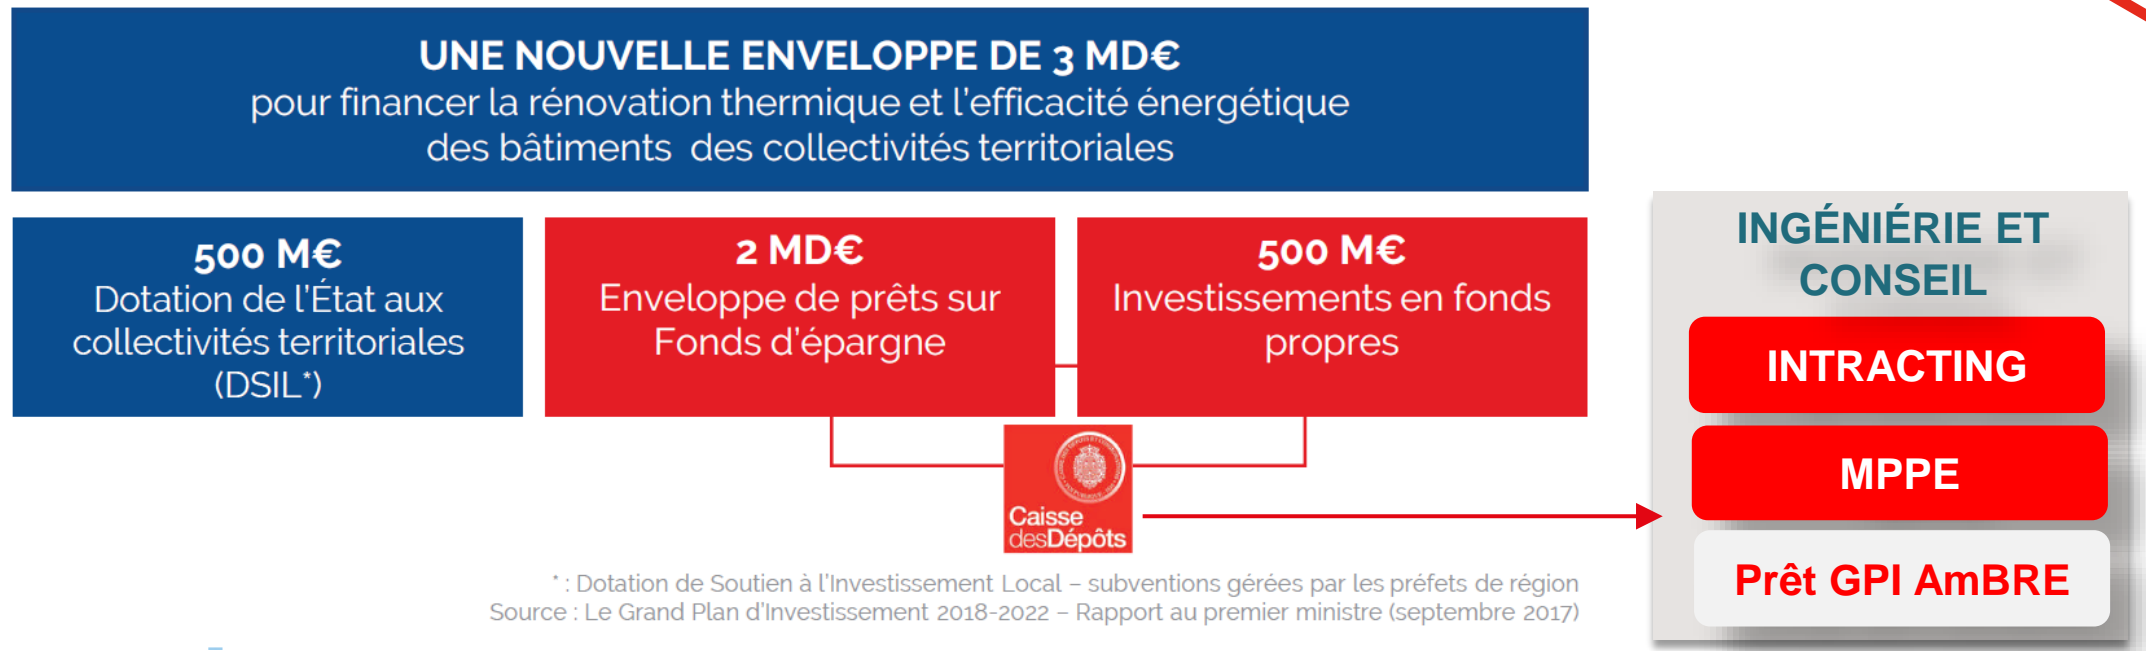 UNE NOUVELLE ENVELOPPE DE 3 MD€
pour financer la rénovation thermique et l'efficacité énergétique
des bâtiments des collectivités territoriales
500 M€
Dotation de l'État aux
collectivités territoriales
(DSIL*)
2 MD€
Enveloppe de prêts sur
Fonds d'épargne
500 M€
Investissements en fonds
propres
Caisse
desDépôts
INGÉNIÉRIE ET
CONSEIL
INTRACTING
MPPE
Prêt GPI AmBRE
* : Dotation de Soutien à l'Investissement Local – subventions gérées par les préfets de région
Source : Le Grand Plan d'Investissement 2018-2022 – Rapport au premier ministre (septembre 2017)